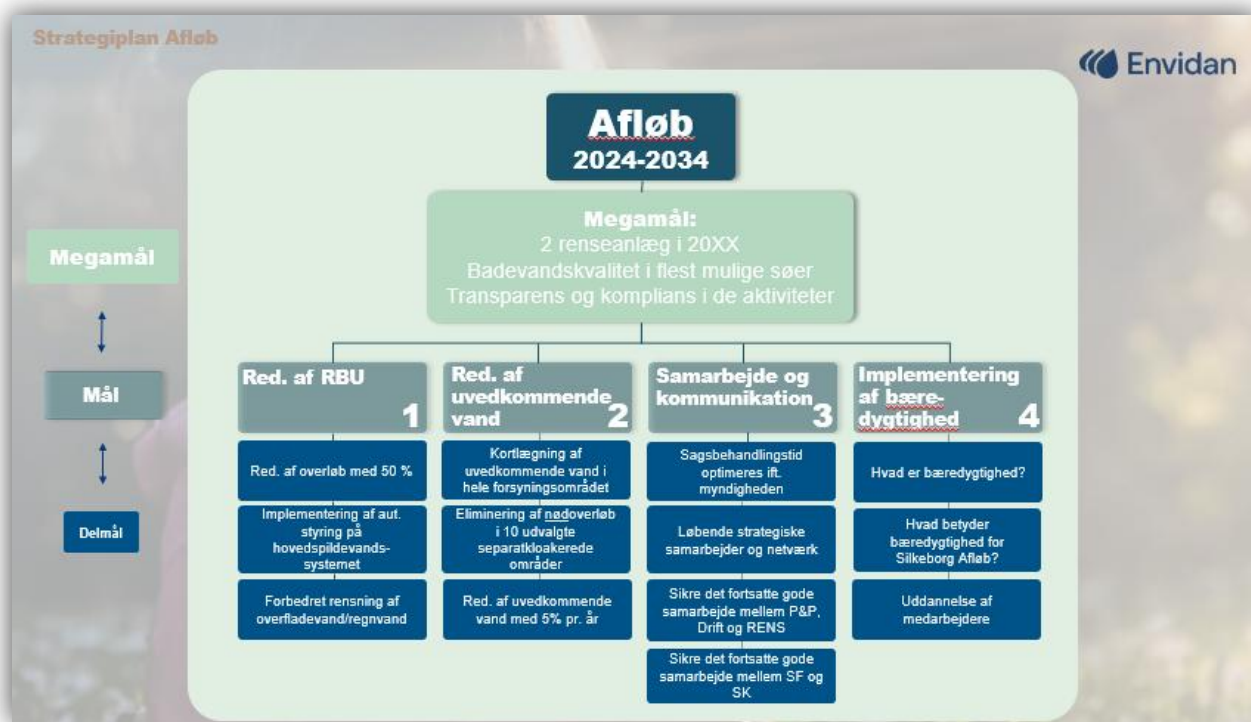 Strategiplan Afløb
Envidan
Afløb
2024-2034
Megamål:
2 renseanlæg i 20XX
Badevandskvalitet i flest mulige søer
Transparens og komplians i de aktiviteter
Megamål
Mål
Delmål
Red. af RBU
1
Red. af
uvedkommende
vand
2
Samarbejde og
kommunikation
3
Implementering
af bære-
dygtighed
4
Red. af overløb med 50 %
Implementering af aut.
styring på
hovedspildevands-
systemet
Forbedret rensning af
overfladevand/regnvand
Kortlægning af
uvedkommende vand i
hele forsyningsområdet
Eliminering af nødoverløb
i 10 udvalgte
separatkloakerede
områder
Red. af uvedkommende
vand med 5% pr. år
Sagsbehandlingstid
optimeres ift.
myndigheden
Løbende strategiske
samarbejder og netværk
Sikre det fortsatte gode
samarbejde mellem P&P,
Drift og RENS
Sikre det fortsatte gode
samarbejde mellem SF og
SK
Hvad er bæredygtighed?
Hvad betyder
bæredygtighed for
Silkeborg Afløb?
Uddannelse af
medarbejdere